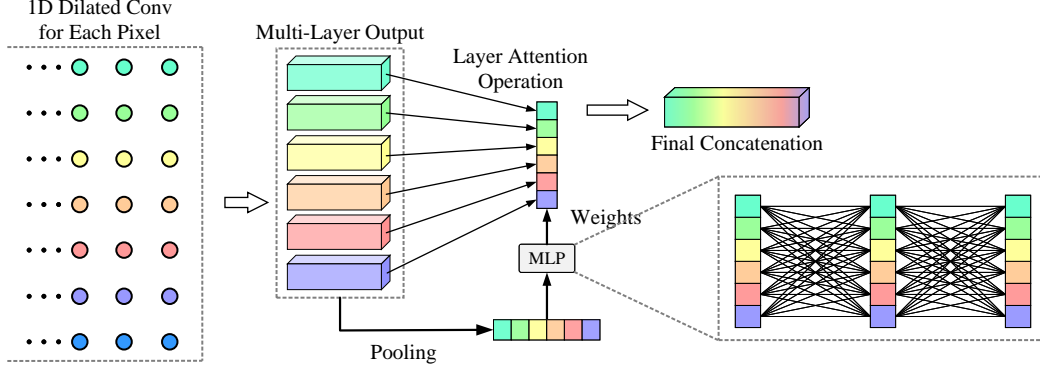 1D Dilated Conv
for Each Pixel
Multi-Layer Output
Layer Attention
Operation
Final Concatenation
Weights
MLP
Pooling